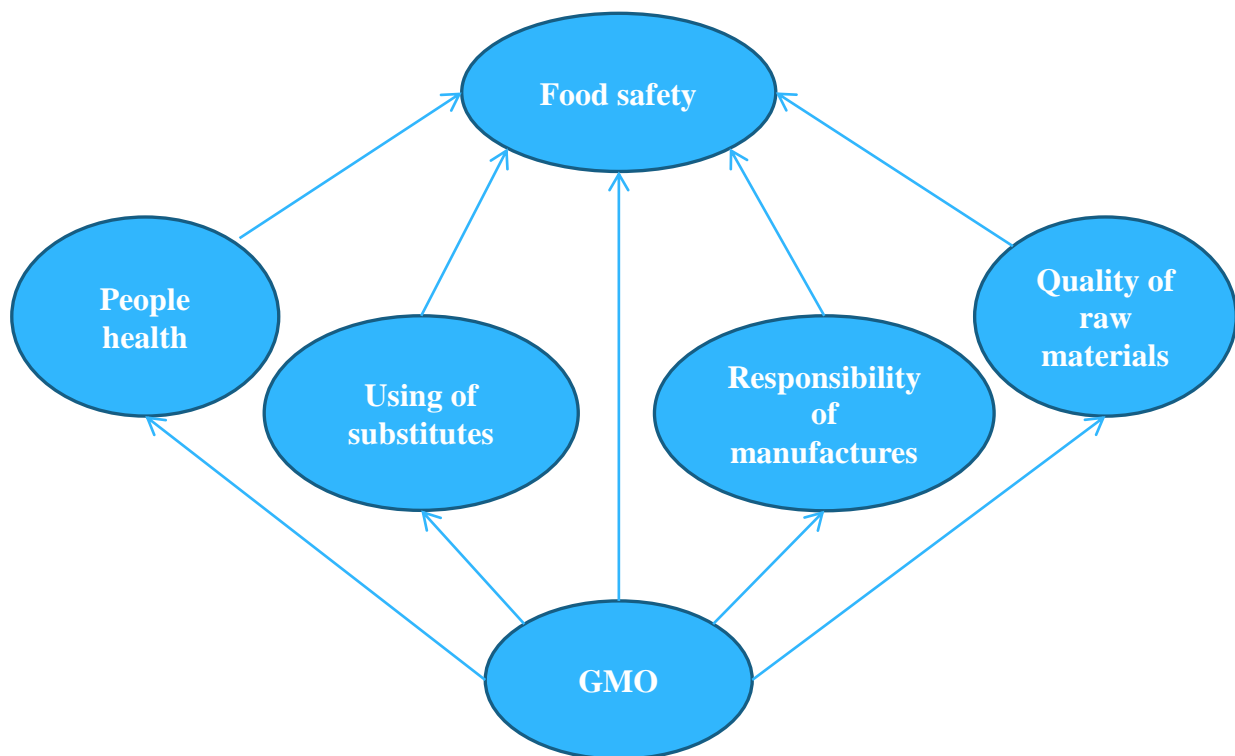 Food safety
People
health
Using of
substitutes
Responsibility
of
manufactures
Quality of
raw
materials
GMO